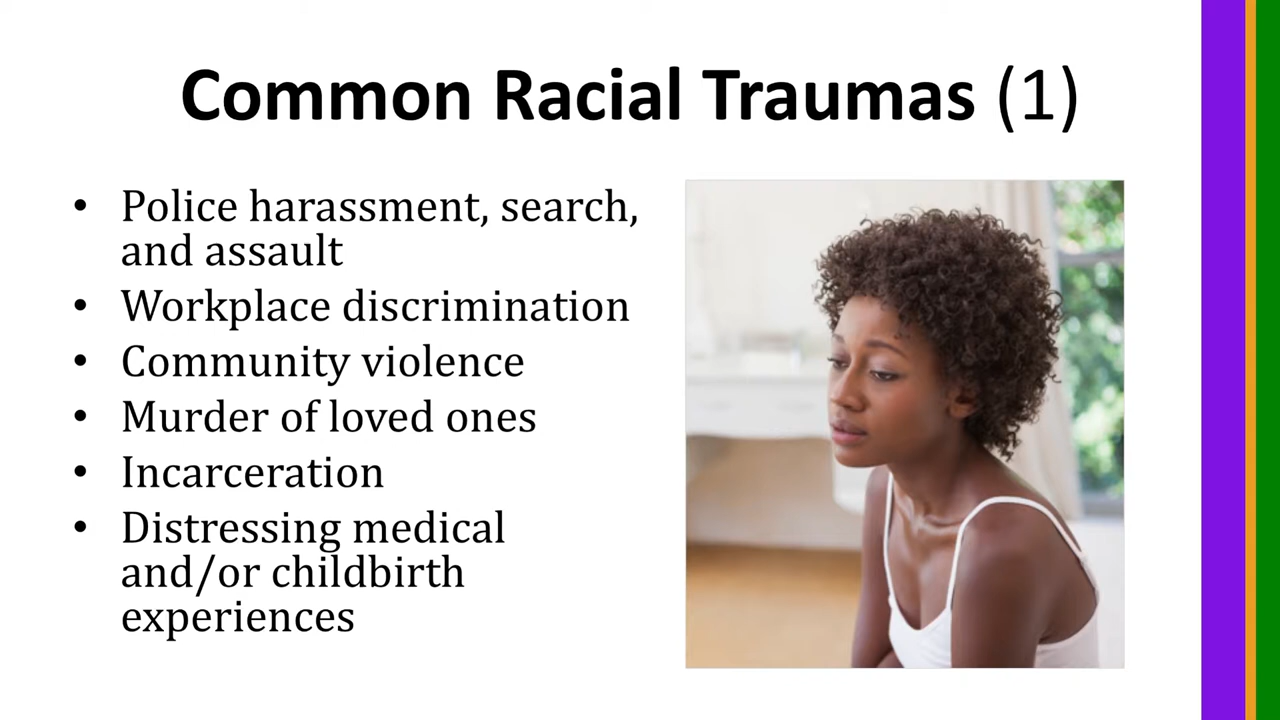 Common Racial Traumas (1)
• Police harassment, search,
and assault
• Workplace discrimination
• Community violence
• Murder of loved ones
• Incarceration
• Distressing medical
and/or childbirth
experiences